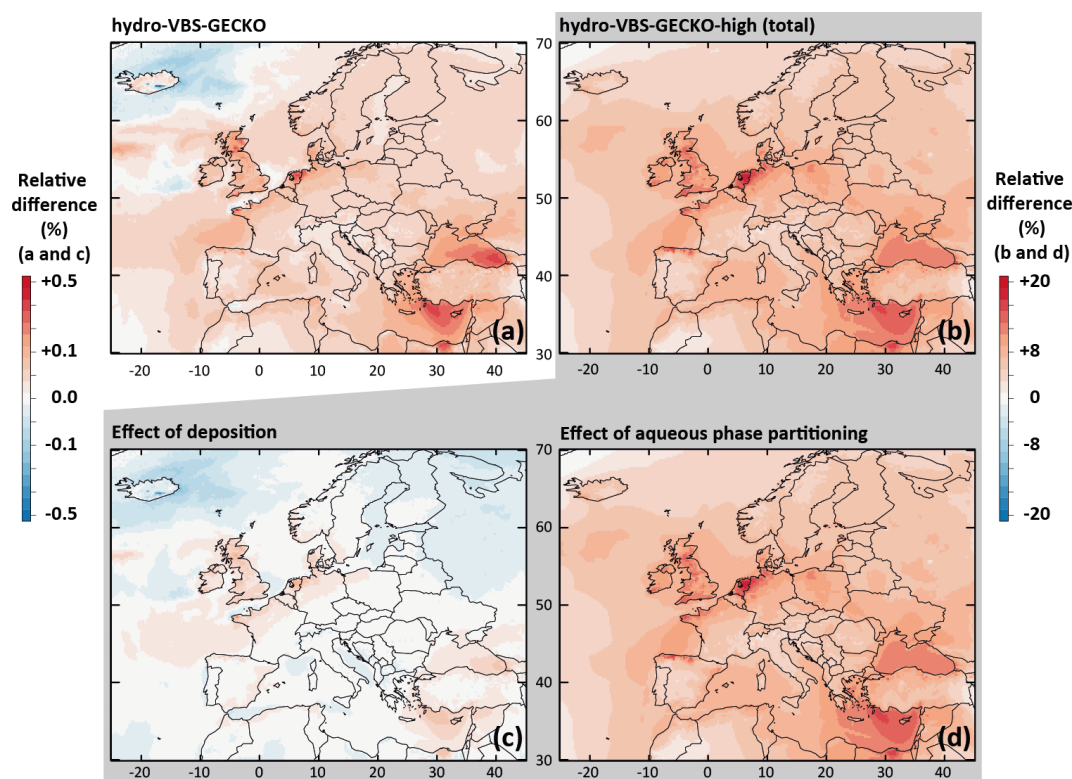 hydro-VBS-GECKO
hydro-VBS-GECKO-high (total)
70
60
50
40
30
Relative
difference
(%)
(a and c)
+0.5
+0.1
0.0
-0.1
-0.5
(a)
(b)
Relative
difference
(%)
(b and d)
+20
+8
0
-8
-20
-20 -10 0 10 20 30 40
-20 -10 0 10 20 30 40
Effect of deposition
Effect of aqueous phase partitioning
70
60
50
40
30
(c)
(d)
-20 -10 0 10 20 30 40
-20 -10 0 10 20 30 40